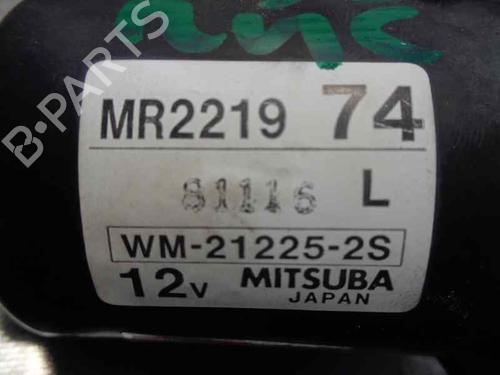 B-PARTS
MR2219 74
81116 L
WM-21225-2S
12V MITSUBA
JAPAN